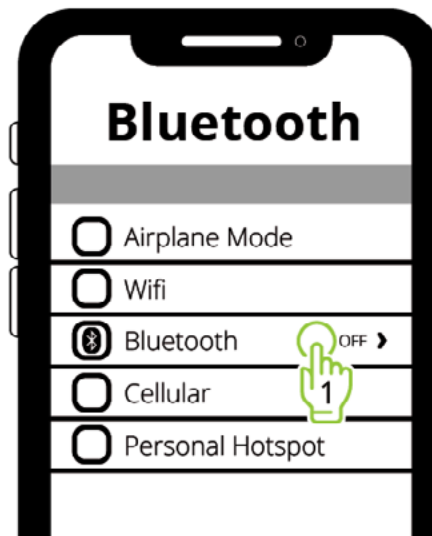 Bluetooth
Airplane Mode
Wifi
Bluetooth OFF
Cellular
1
Personal Hotspot